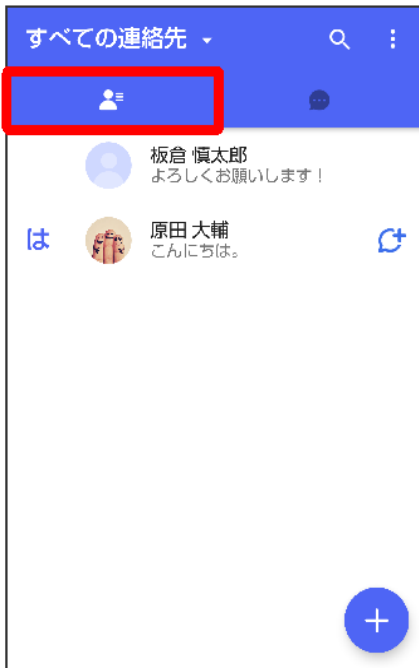 すべての連絡先
板倉 慎太郎
よろしくお願いします！
は
原田 大輔
こんにちは。